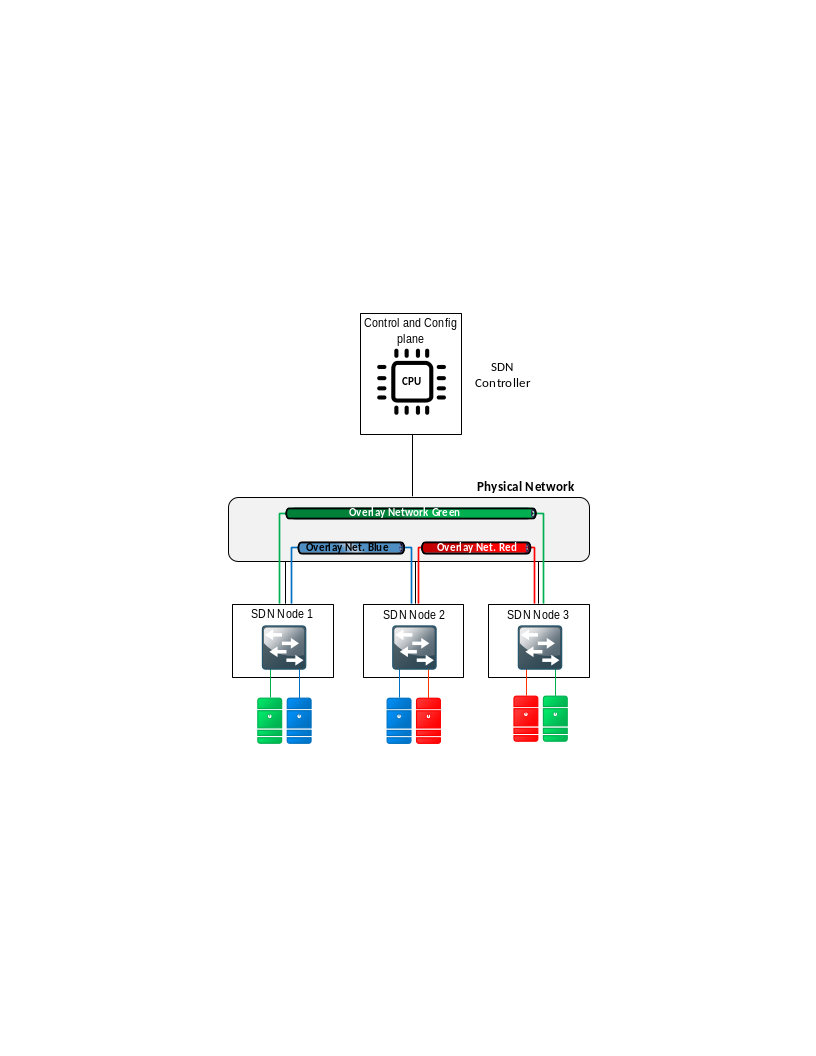 Control and Config
plane
CPU
SDN
Controller
Physical Network
Overlay Network Green
Overlay Net. Blue
Overlay Net. Red
SDN Node 1
SDN Node 2
SDN Node 3